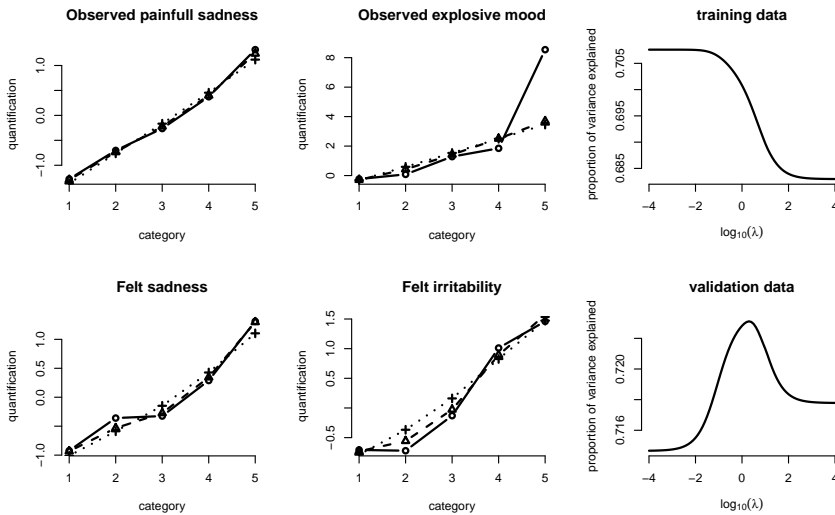 Observed painfull sadness
quantification
−1.0 0.0 1.0
1 2 3 4 5
category
Observed explosive mood
quantification
0 2 4 6 8
1 2 3 4 5
category
training data
proportion of variance explained
0.685 0.695 0.705
−4 −2 0 2 4
log10(λ)
Felt sadness
quantification
−1.0 0.0 1.0
1 2 3 4 5
category
Felt irritability
quantification
−0.5 0.5 1.5
1 2 3 4 5
category
validation data
proportion of variance explained
0.716 0.720
−4 −2 0 2 4
log10(λ)